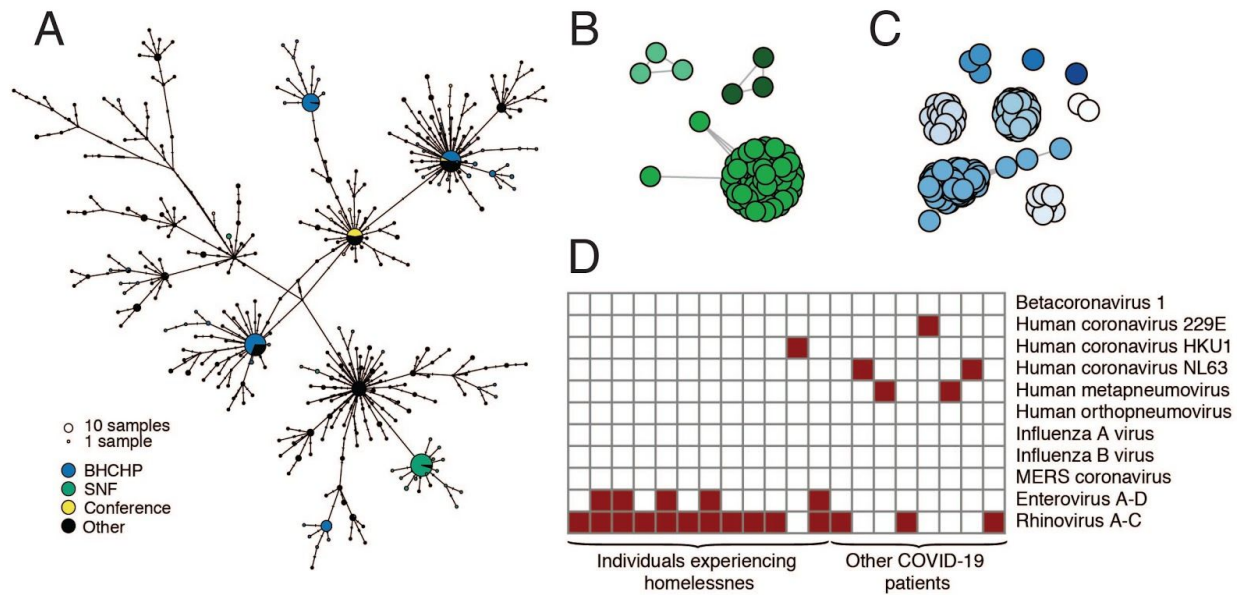 A
B
C
10 samples
1 sample
BHCHP
SNF
Conference
Other
D
Betacoronavirus 1
Human coronavirus 229E
Human coronavirus HKU1
Human coronavirus NL63
Human metapneumovirus
Human orthopneumovirus
Influenza A virus
Influenza B virus
MERS coronavirus
Enterovirus A-D
Rhinovirus A-C
Individuals experiencing
homelessnes
Other COVID-19
patients